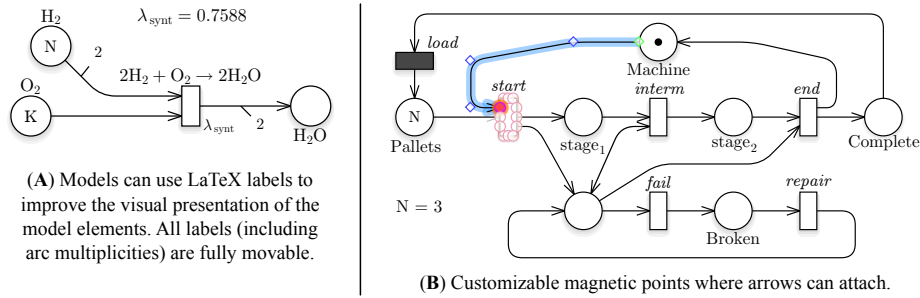 H₂
λ_synt = 0.7588
N
2
2H₂ + O₂ → 2H₂O
O₂
K
λ_synt
2
H₂O
(A) Models can use LaTeX labels to
improve the visual presentation of the
model elements. All labels (including
arc multiplicities) are fully movable.
load
Machine
start
interm
end
N
Pallets
stage₁
stage₂
Complete
fail
repair
N = 3
Broken
(B) Customizable magnetic points where arrows can attach.